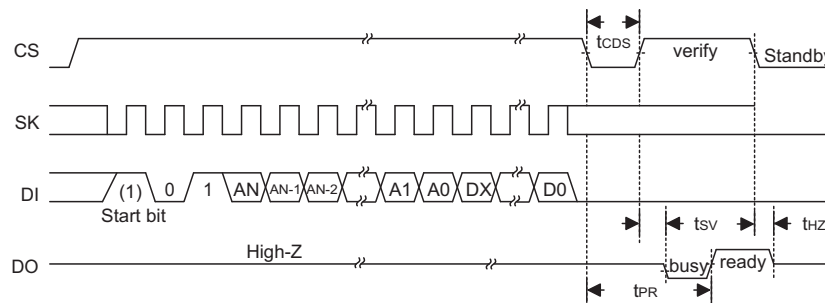 CS
tCDS
verify
Standby
SK
DI
(1)
0
1
AN
AN-1
AN-2
A1
A0
DX
D0
Start bit
tSV
tHZ
High-Z
DO
busy
ready
tPR